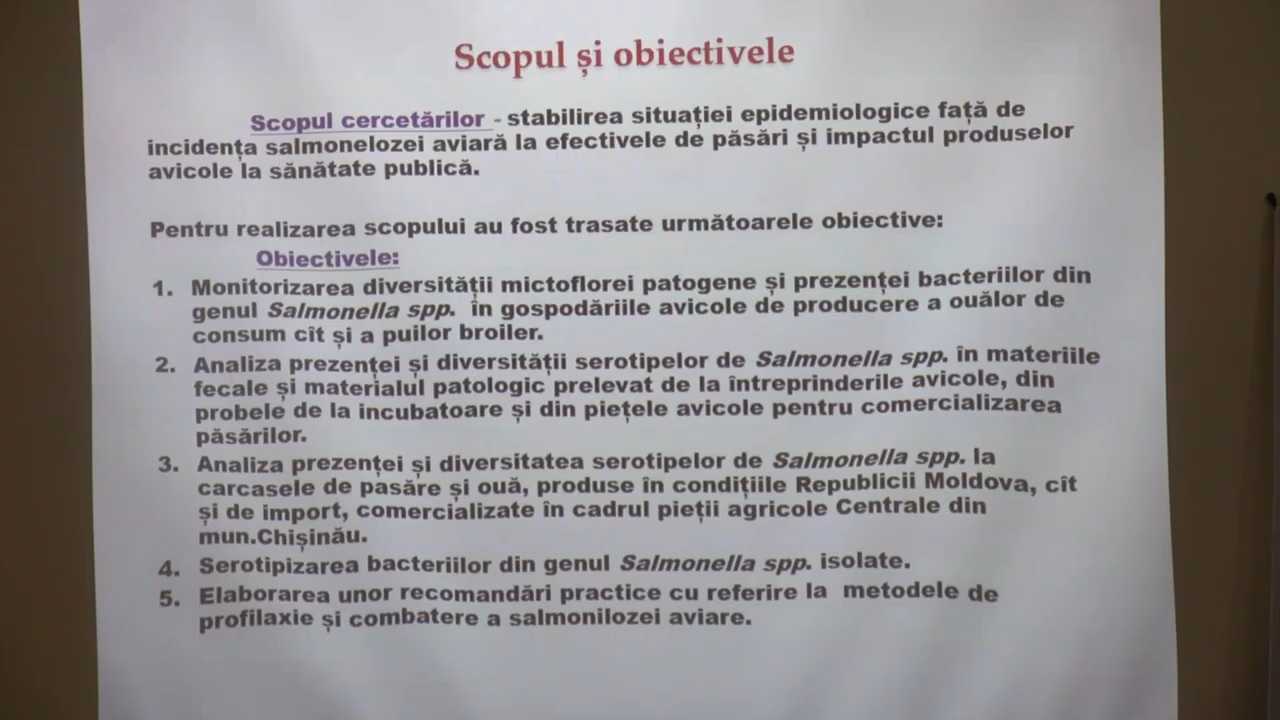 Scopul și obiectivele
Scopul cercetărilor - stabilirea situației epidemiologice față de
incidența salmonelozei aviară la efectivele de păsări și impactul produselor
avicole la sănătate publică.
Pentru realizarea scopului au fost trasate următoarele obiective:
Obiectivele:
1. Monitorizarea diversității mictoflorei patogene și prezenței bacteriilor din
genul Salmonella spp. în gospodăriile avicole de producere a ouălor de
consum cît și a puilor broiler.
2. Analiza prezenței și diversității serotipelor de Salmonella spp. în materiile
fecale și materialul patologic prelevat de la întreprinderile avicole, din
probele de la incubatoare și din piețele avicole pentru comercializarea
păsărilor.
3. Analiza prezenței și diversitatea serotipelor de Salmonella spp. la
carcasele de pasăre și ouă, produse în condițiile Republicii Moldova, cît
și de import, comercializate în cadrul pieții agricole Centrale din
mun.Chișinău.
4. Serotipizarea bacteriilor din genul Salmonella spp. isolate.
5. Elaborarea unor recomandări practice cu referire la metodele de
profilaxie și combatere a salmonilozei aviare.